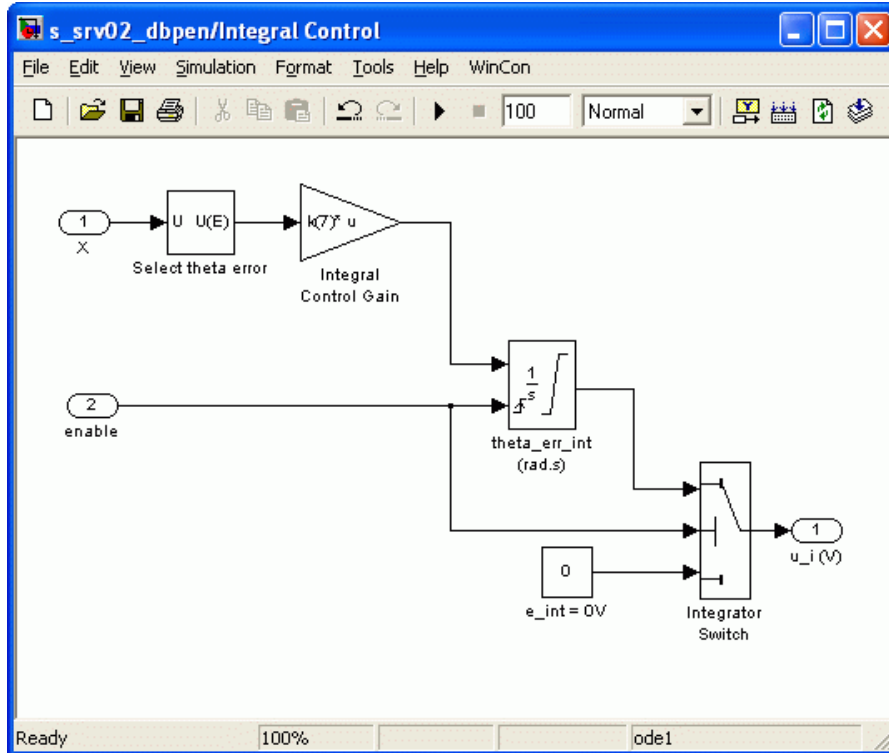 s_srv02_dbpen/Integral Control
File Edit View Simulation Format Tools Help WinCon
100 Normal
1
X
U U(E)
Select theta error
k(7)* u
Integral
Control Gain
2
enable
1
s
theta_err_int
(rad.s)
0
e_int = 0V
Integrator
Switch
1
u_i (V)
Ready 100% ode1